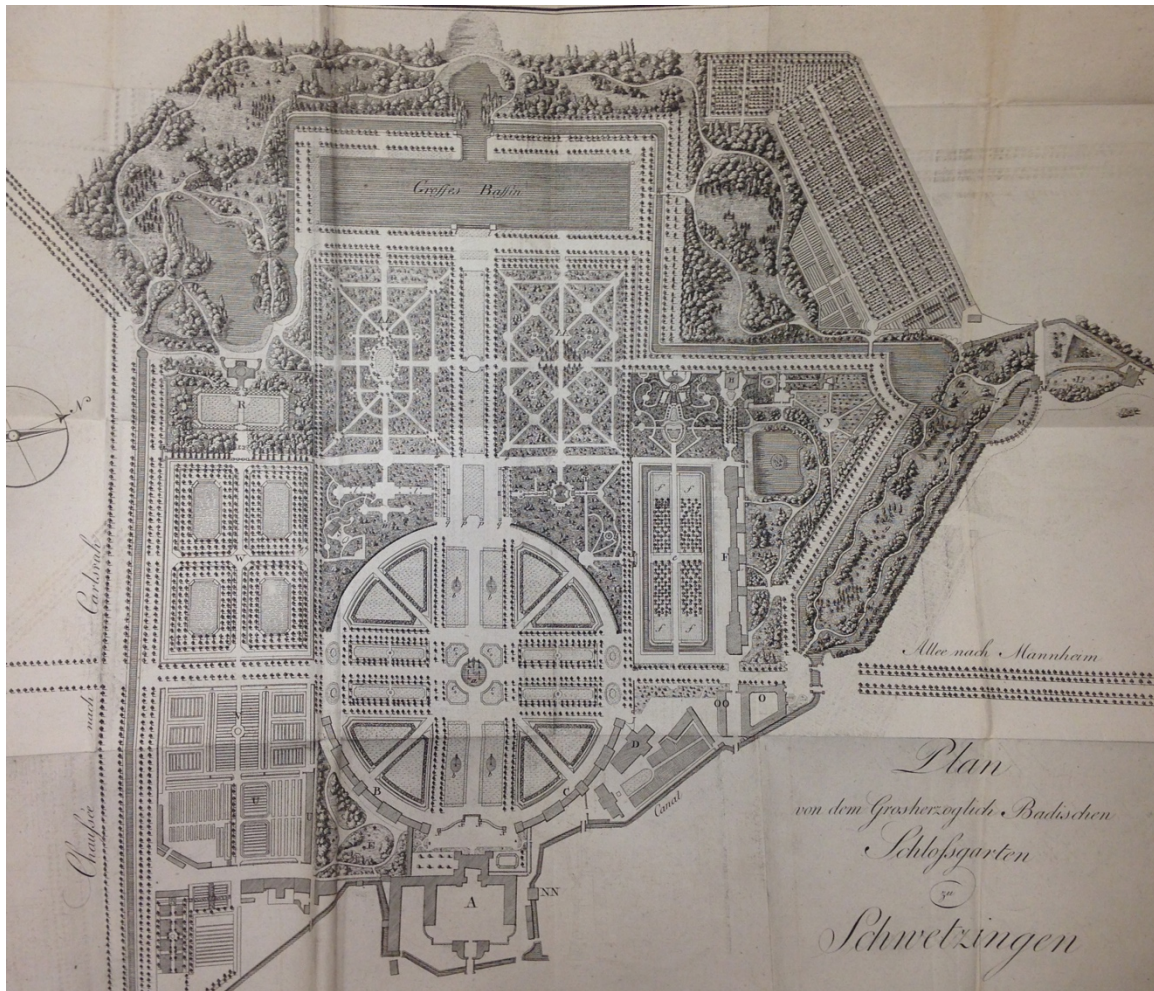 Grosses Bassin
N
R
H
Y
W
F
e
f f
f f
Chaussée nach Carlsruh
Allee nach Mannheim
O
OO
D
B
C
U
Canal
A
NN
Plan
von dem Grosherzoglich Badischen
Schlossgarten
zu
Schwetzingen